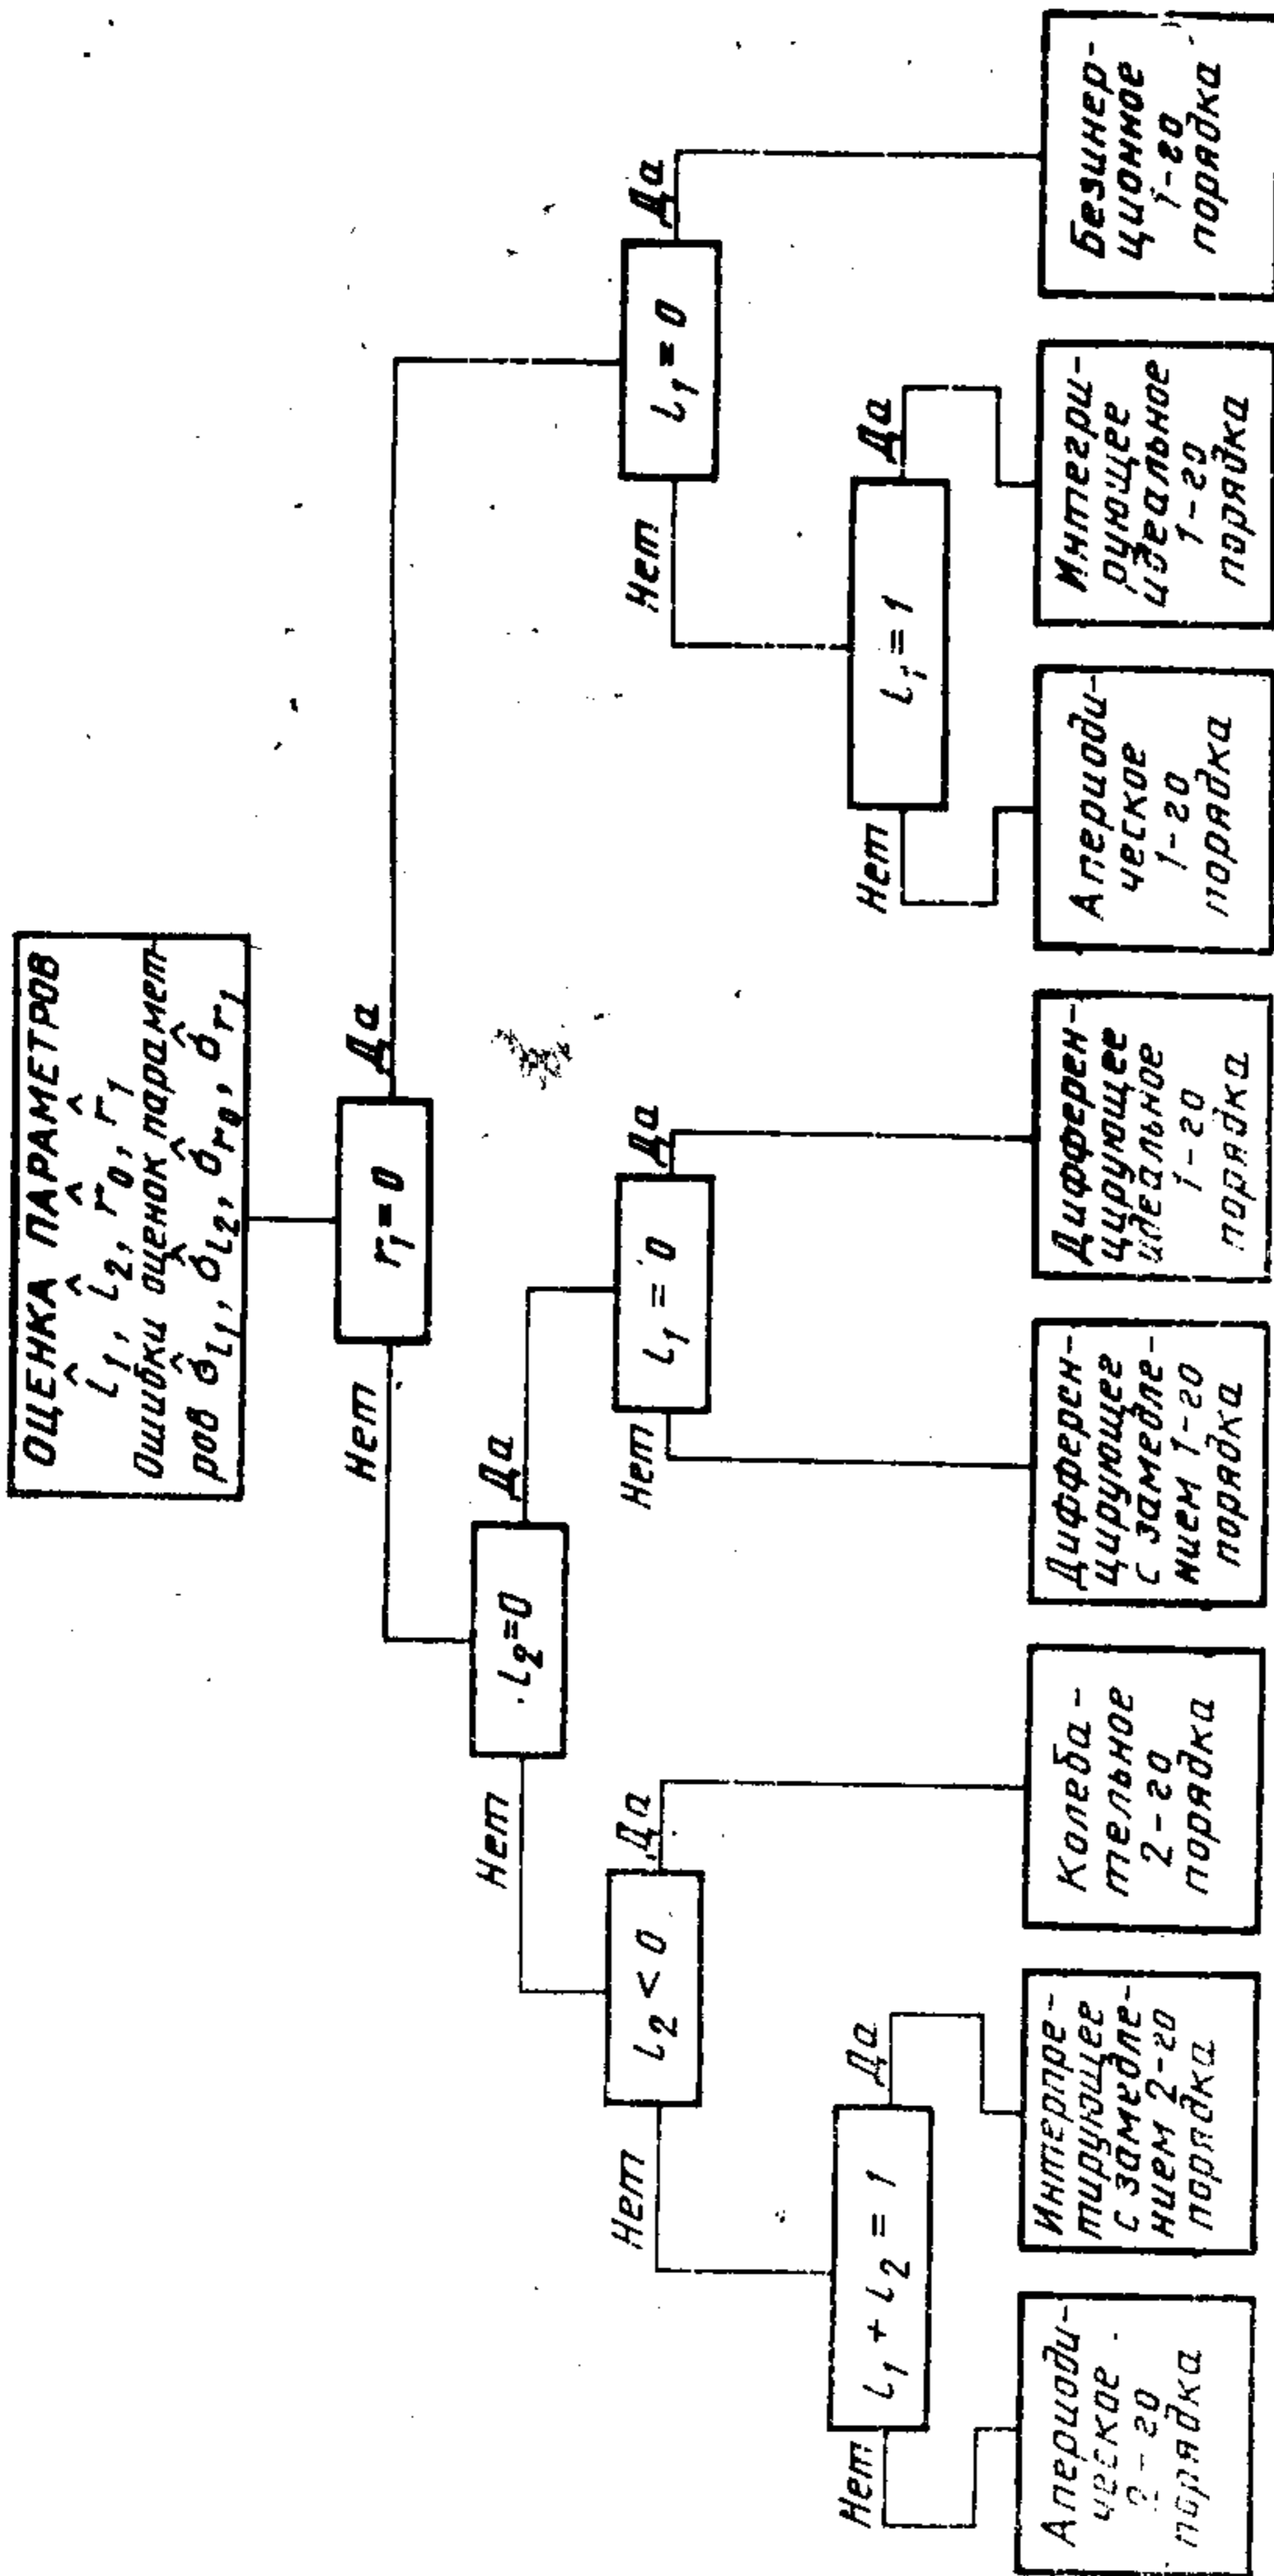 ОЦЕНКА ПАРАМЕТРОВ
l̂₁, l̂₂, r̂₀, r̂₁
Ошибки оценок парамет-
ров σ̂l₁, σ̂l₂, σ̂r₀, σ̂r₁
r₁=0
Нет
Да
l₂=0
Нет
Да
l₂ < 0
Нет
Да
l₁ = 0
Нет
Да
l₁ = 0
Нет
Да
l₁ + l₂ = 1
Нет
Да
l₁ = 1
Нет
Да
Апериоди-
ческое
2-го
порядка
Интерпре-
тирующее
с замедле-
нием 2-го
порядка
Колеба-
тельное
2-го
порядка
Дифферен-
цирующее
с замедле-
нием 1-го
порядка
Дифферен-
цирующее
идеальное
1-го
порядка
Апериоди-
ческое
1-го
порядка
Интегри-
рующее
идеальное
1-го
порядка
Безинер-
ционное
1-го
порядка